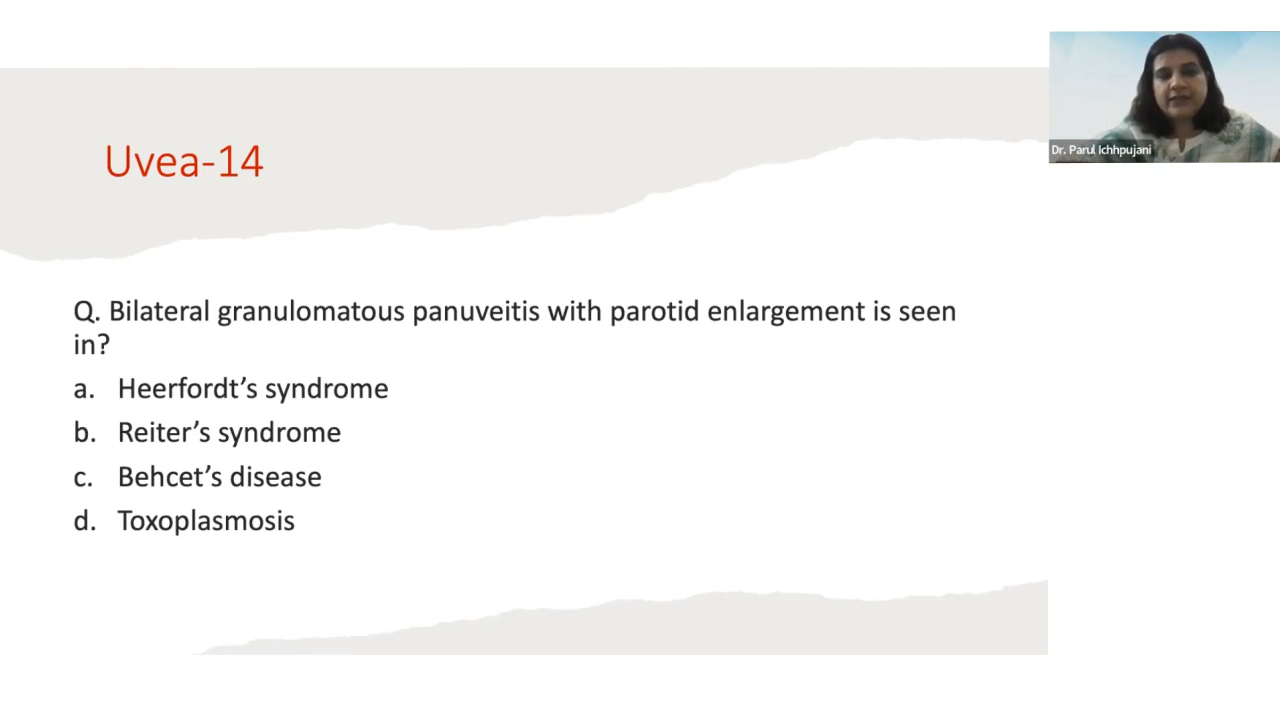 Uvea-14
Q. Bilateral granulomatous panuveitis with parotid enlargement is seen
in?
a. Heerfordt’s syndrome
b. Reiter’s syndrome
c. Behcet’s disease
d. Toxoplasmosis
Dr. Parul Ichhpujani